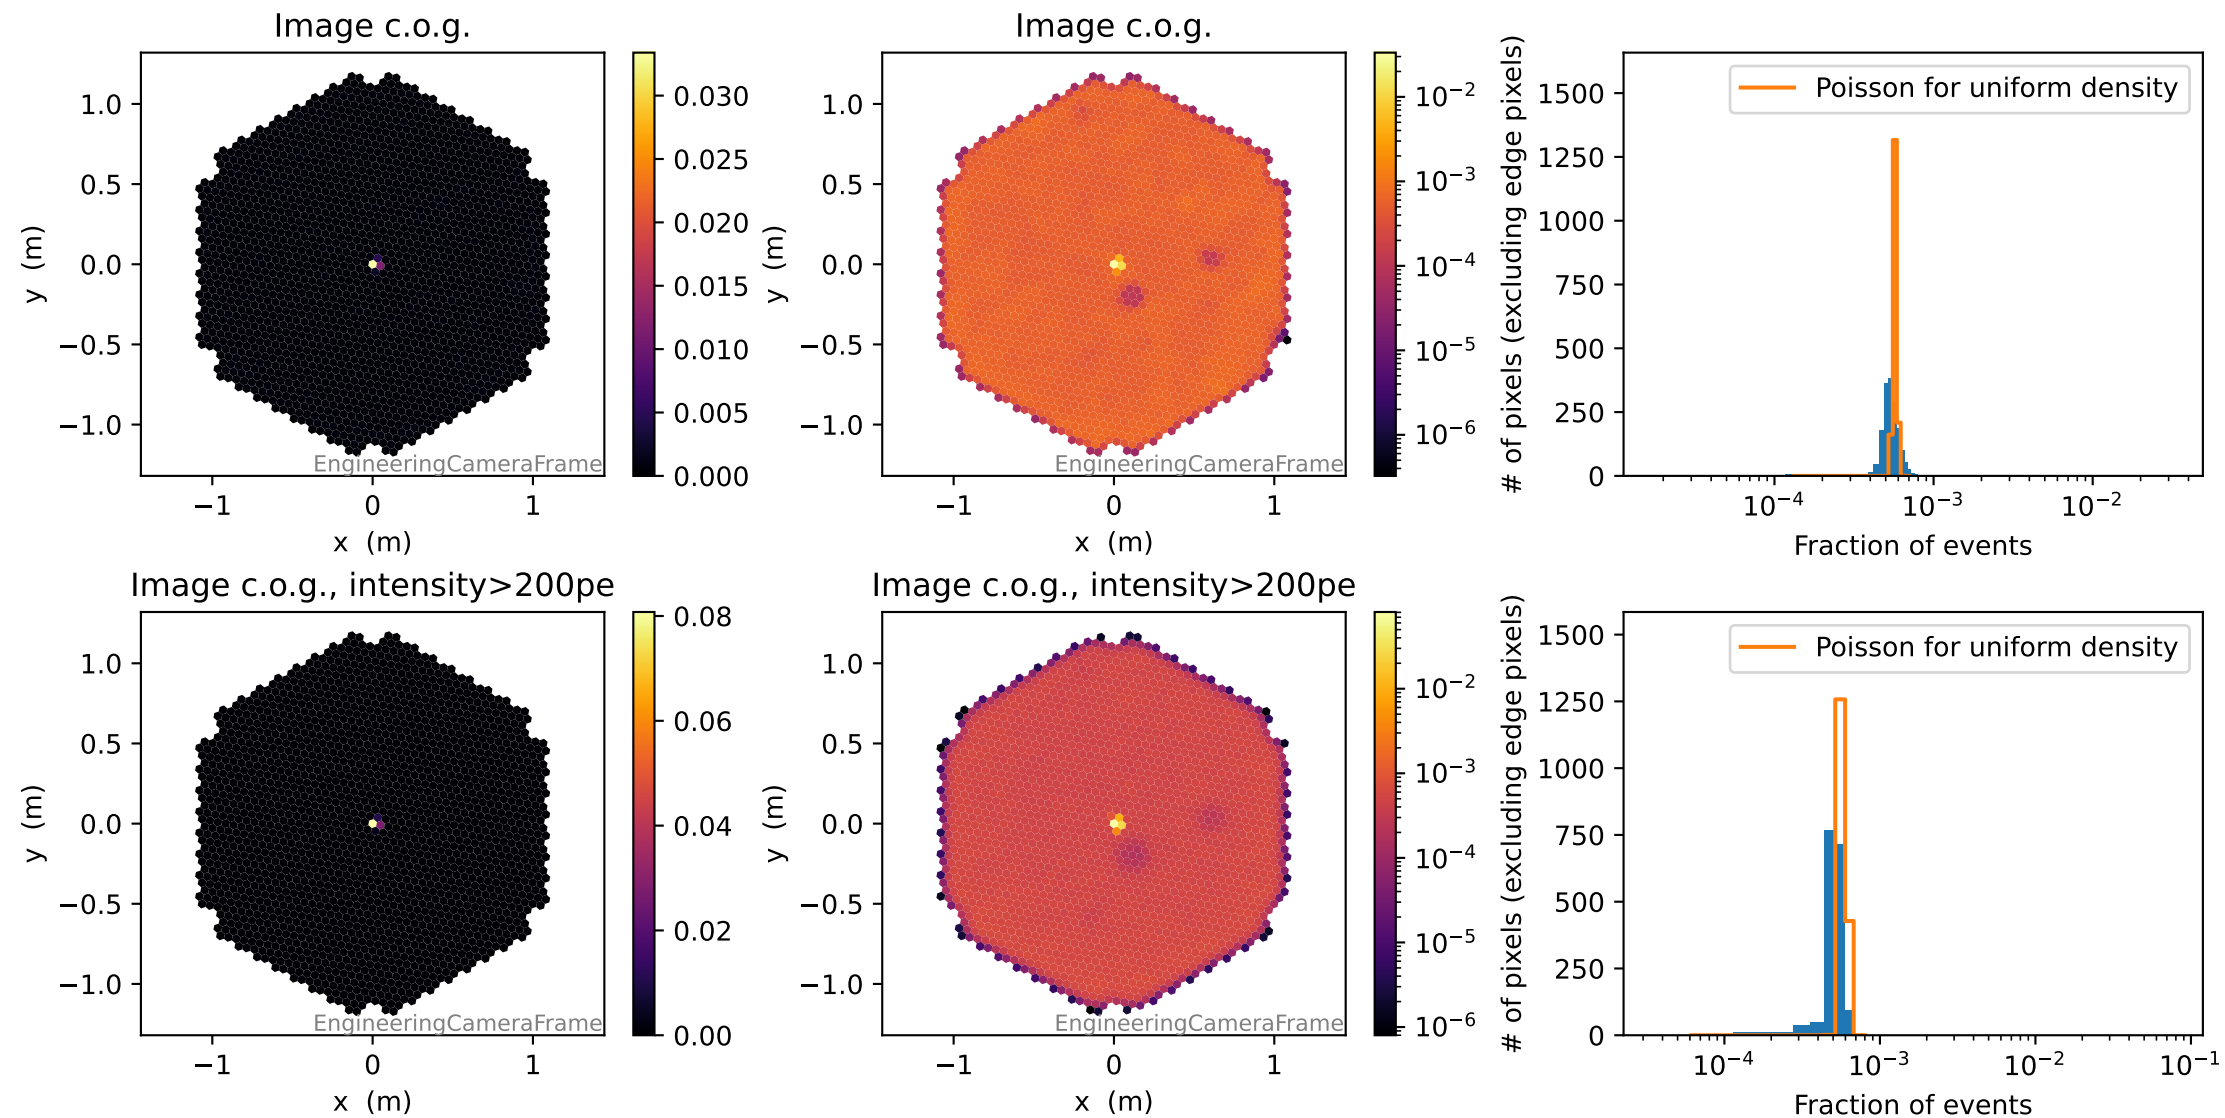 Image c.o.g.
1.0
0.5
0.0
−0.5
−1.0
y (m)
−1 0 1
x (m)
EngineeringCameraFrame
0.030
0.025
0.020
0.015
0.010
0.005
0.000
Image c.o.g.
1.0
0.5
0.0
−0.5
−1.0
y (m)
−1 0 1
x (m)
EngineeringCameraFrame
10−2
10−3
10−4
10−5
10−6
# of pixels (excluding edge pixels)
1500
1250
1000
750
500
250
0
Poisson for uniform density
10−4 10−3 10−2
Fraction of events
Image c.o.g., intensity>200pe
1.0
0.5
0.0
−0.5
−1.0
y (m)
−1 0 1
x (m)
EngineeringCameraFrame
0.08
0.06
0.04
0.02
0.00
Image c.o.g., intensity>200pe
1.0
0.5
0.0
−0.5
−1.0
y (m)
−1 0 1
x (m)
EngineeringCameraFrame
10−2
10−3
10−4
10−5
10−6
# of pixels (excluding edge pixels)
1500
1250
1000
750
500
250
0
Poisson for uniform density
10−4 10−3 10−2 10−1
Fraction of events